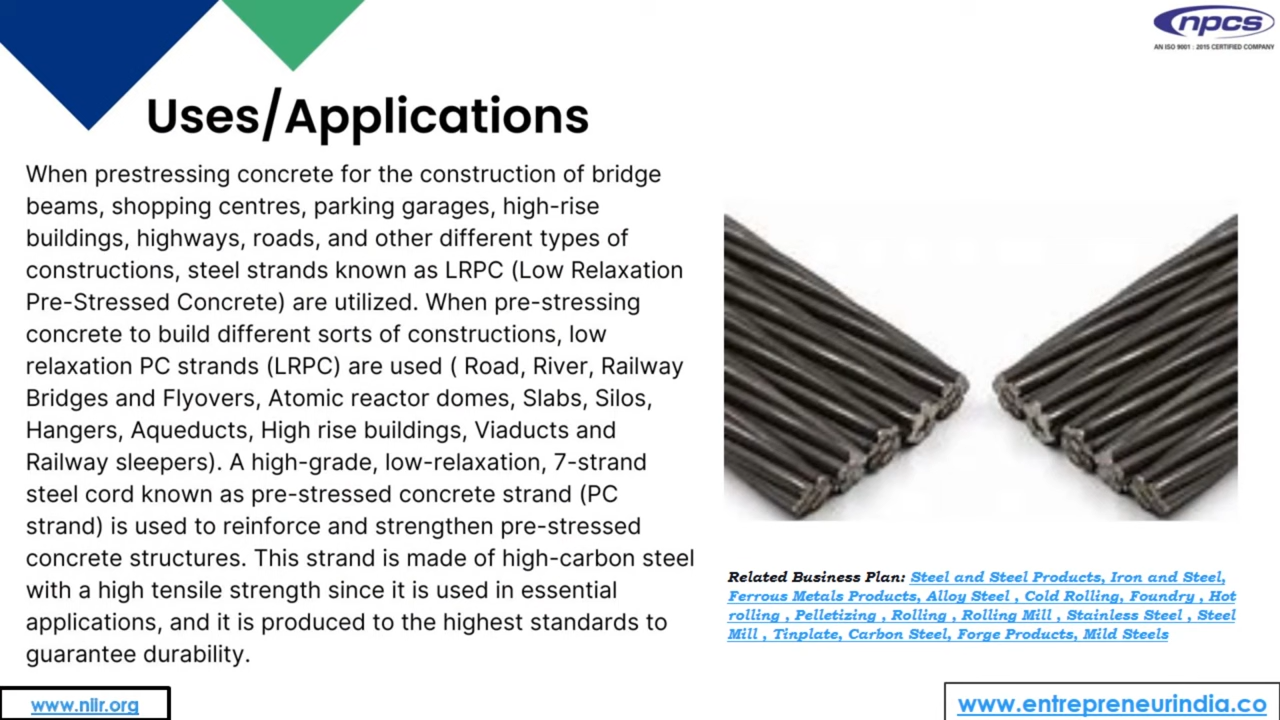 npcs
AN ISO 9001 : 2015 CERTIFIED COMPANY
Uses/Applications
When prestressing concrete for the construction of bridge
beams, shopping centres, parking garages, high-rise
buildings, highways, roads, and other different types of
constructions, steel strands known as LRPC (Low Relaxation
Pre-Stressed Concrete) are utilized. When pre-stressing
concrete to build different sorts of constructions, low
relaxation PC strands (LRPC) are used ( Road, River, Railway
Bridges and Flyovers, Atomic reactor domes, Slabs, Silos,
Hangers, Aqueducts, High rise buildings, Viaducts and
Railway sleepers). A high-grade, low-relaxation, 7-strand
steel cord known as pre-stressed concrete strand (PC
strand) is used to reinforce and strengthen pre-stressed
concrete structures. This strand is made of high-carbon steel
with a high tensile strength since it is used in essential
applications, and it is produced to the highest standards to
guarantee durability.
Related Business Plan: Steel and Steel Products, Iron and Steel,
Ferrous Metals Products, Alloy Steel , Cold Rolling, Foundry , Hot
rolling , Pelletizing , Rolling , Rolling Mill , Stainless Steel , Steel
Mill , Tinplate, Carbon Steel, Forge Products, Mild Steels
www.niir.org
www.entrepreneurindia.co